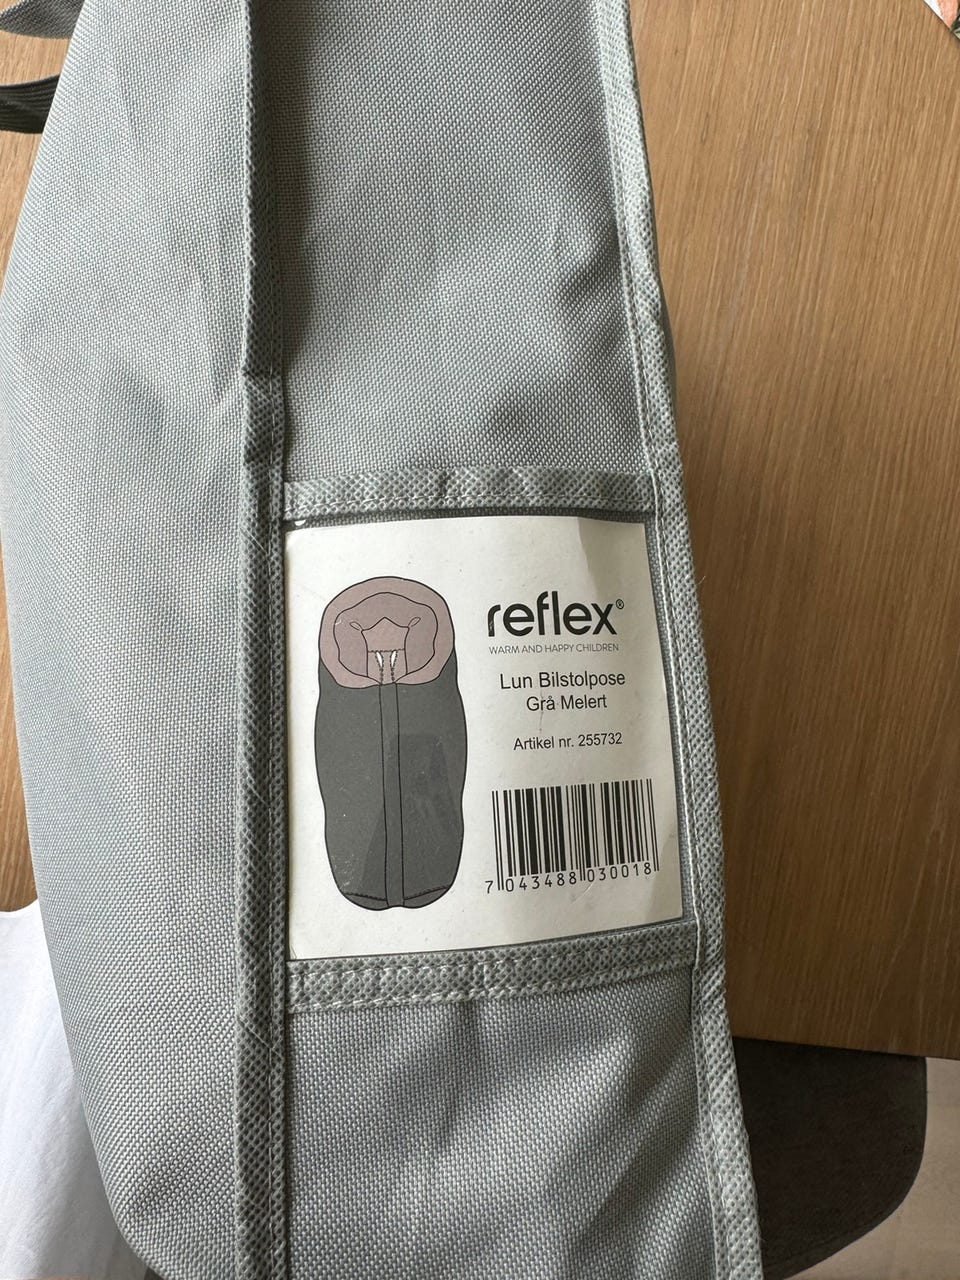 reflex®
WARM AND HAPPY CHILDREN
Lun Bilstolpose
Grå Melert
Artikel nr. 255732
7 043488 030018